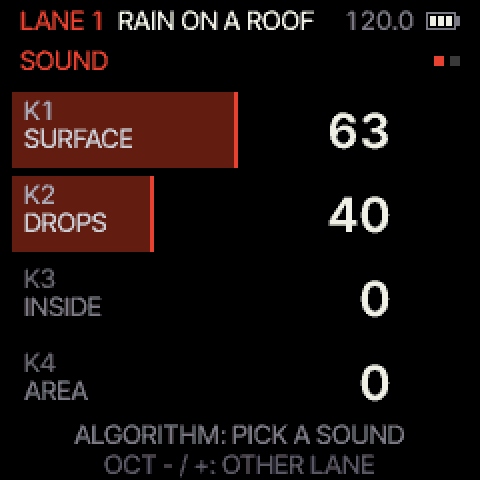 LANE 1 RAIN ON A ROOF 120.0
SOUND
K1
SURFACE 63
K2
DROPS 40
K3
INSIDE 0
K4
AREA 0
ALGORITHM: PICK A SOUND
OCT - / +: OTHER LANE